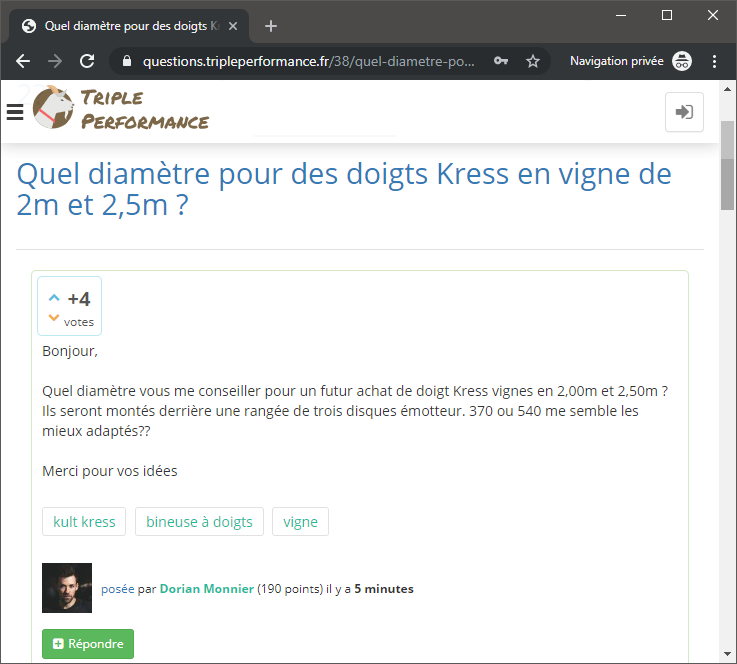 Quel diamètre pour des doigts K
questions.tripleperformance.fr/38/quel-diametre-po...
Navigation privée
TRIPLE
PERFORMANCE
Quel diamètre pour des doigts Kress en vigne de
2m et 2,5m ?
+4
votes
Bonjour,
Quel diamètre vous me conseiller pour un futur achat de doigt Kress vignes en 2,00m et 2,50m ?
Ils seront montés derrière une rangée de trois disques émotteur. 370 ou 540 me semble les
mieux adaptés??
Merci pour vos idées
kult kress
bineuse à doigts
vigne
posée par Dorian Monnier (190 points) il y a 5 minutes
Répondre